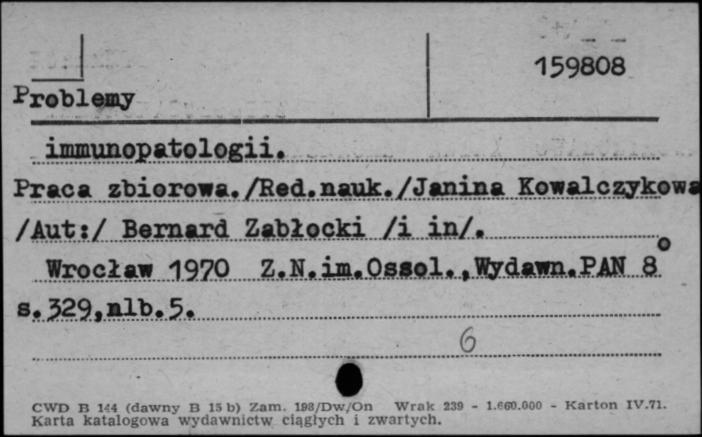 159808
Problemy
immunopatologii.
Praca zbiorowa./Red.nauk./Janina Kowalczykowa
/Aut:/ Bernard Zabłocki /i in/.
Wrocław 1970 Z.N.im.Ossol.,Wydawn.PAN 8°
s.329,nlb.5.
6
CWD B 144 (dawny B 15 b) Zam. 198/Dw/On Wrak 239 - 1.660.000 - Karton IV.71.
Karta katalogowa wydawnictw ciągłych i zwartych.